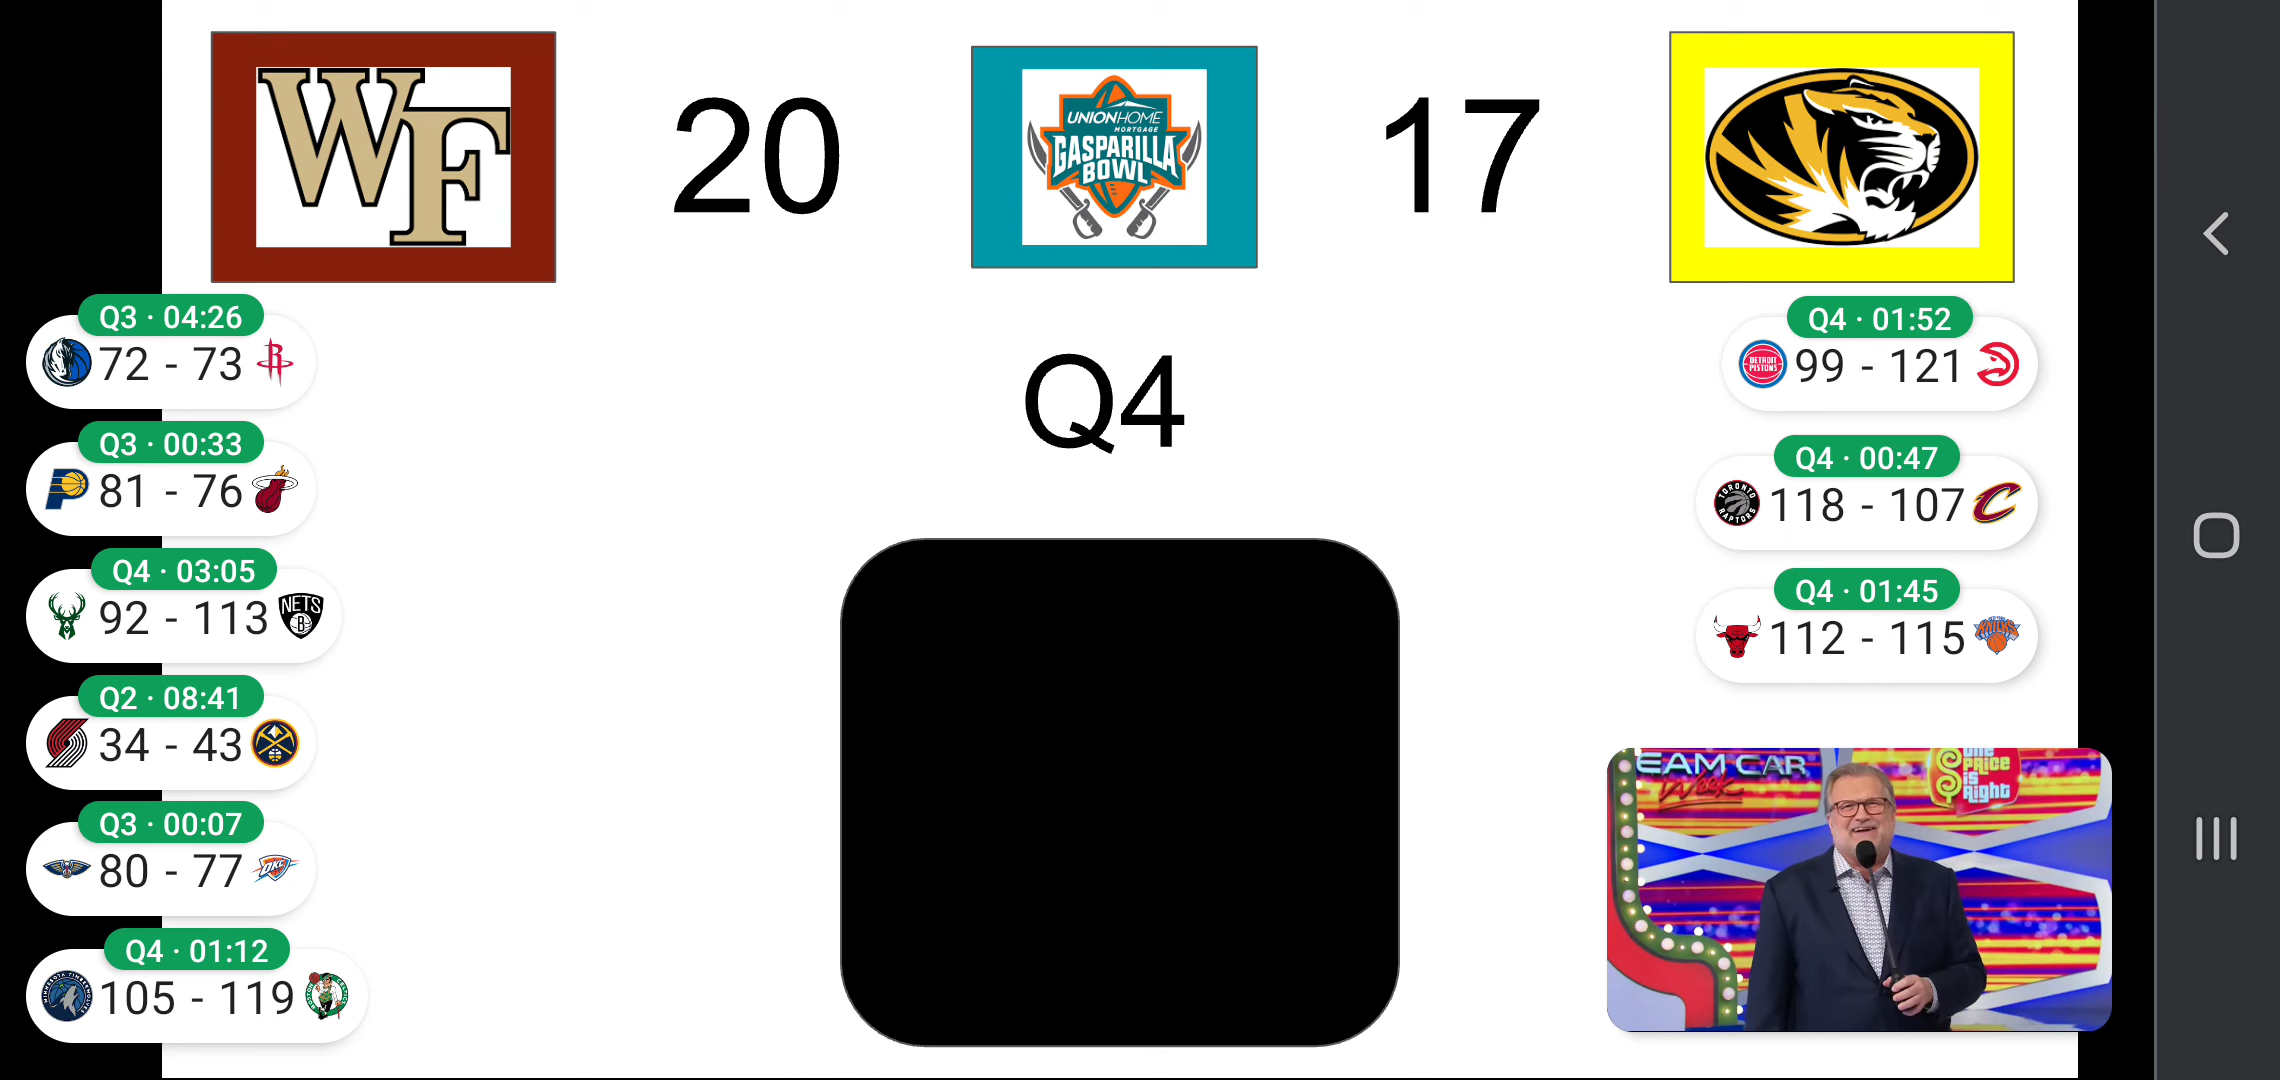 WF
20
UNIONHOME
MORTGAGE
GASPARILLA
BOWL
17
Q4
Q3 · 04:26
72 - 73
R
Q3 · 00:33
81 - 76
Q4 · 03:05
92 - 113
NETS
B
Q2 · 08:41
34 - 43
Q3 · 00:07
80 - 77
OKC
Q4 · 01:12
105 - 119
Q4 · 01:52
DETROIT
PISTONS
99 - 121
Q4 · 00:47
TORONTO
RAPTORS
118 - 107
C
Q4 · 01:45
112 - 115
KNICKS
EAM CAR
Week
PRICE
is
Right